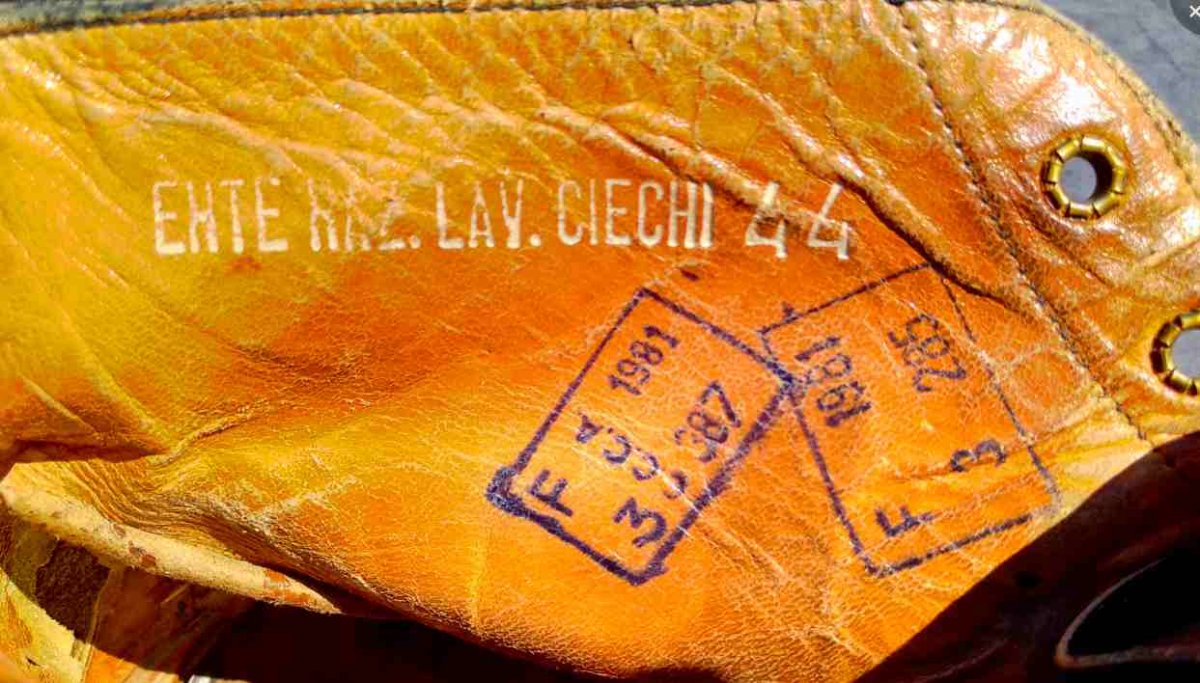 ENTE NAZ. LAV. CIECHI 44
1981
387
F 3
1981
285
F 3